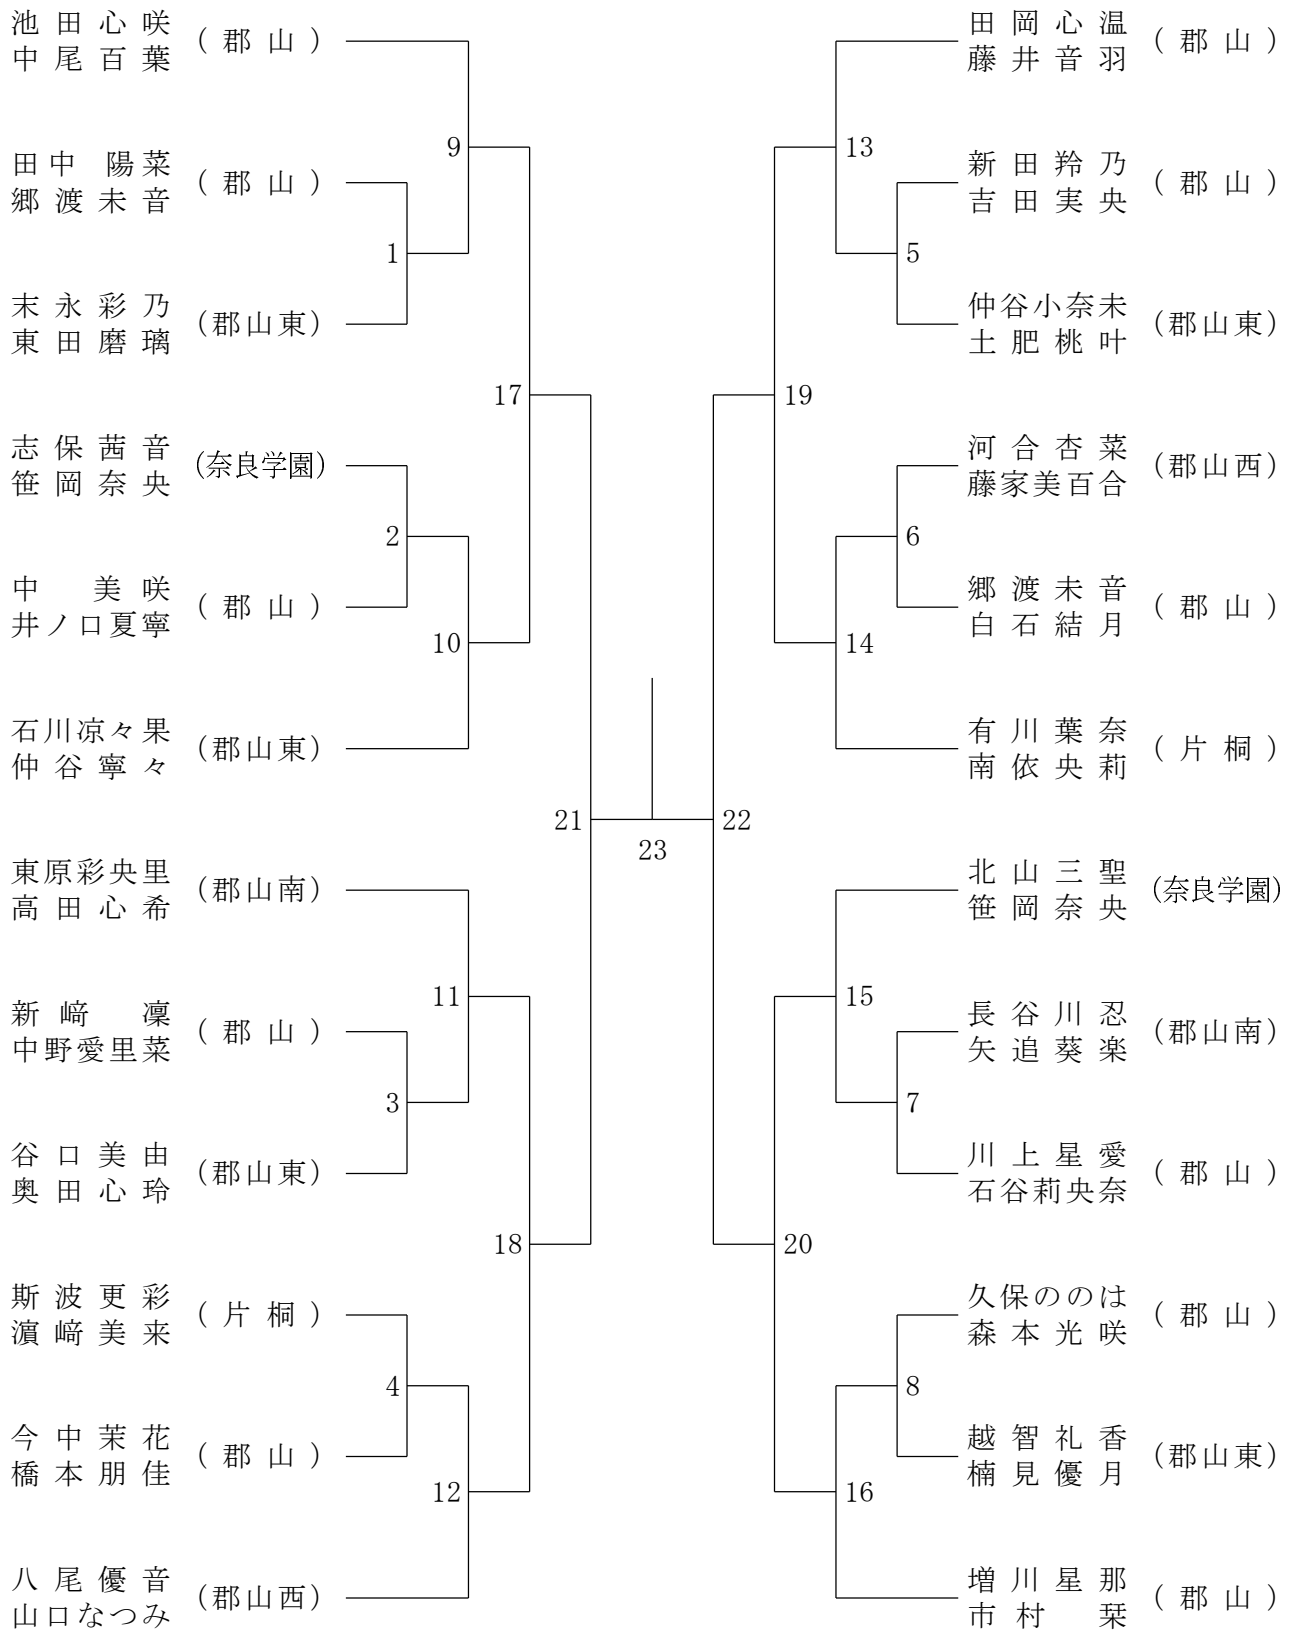 池田心咲
中尾百葉
(郡山)
田中陽菜
郷渡未音
(郡山)
1
末永彩乃
東田磨璃
(郡山東)
9
志保茜音
笹岡奈央
(奈良学園)
2
中美咲
井ノ口夏寧
(郡山)
10
石川凉々果
仲谷寧々
(郡山東)
17
東原彩央里
高田心希
(郡山南)
11
新﨑凜
中野愛里菜
(郡山)
3
谷口美由
奥田心玲
(郡山東)
18
斯波更彩
濵﨑美来
(片桐)
4
今中茉花
橋本朋佳
(郡山)
12
八尾優音
山口なつみ
(郡山西)
21
23
22
田岡心温
藤井音羽
(郡山)
13
新田羚乃
吉田実央
(郡山)
5
仲谷小奈未
土肥桃叶
(郡山東)
19
河合杏菜
藤家美百合
(郡山西)
6
郷渡未音
白石結月
(郡山)
14
有川葉奈
南依央莉
(片桐)
北山三聖
笹岡奈央
(奈良学園)
15
長谷川忍
矢追葵楽
(郡山南)
7
川上星愛
石谷莉央奈
(郡山)
20
久保ののは
森本光咲
(郡山)
8
越智礼香
楠見優月
(郡山東)
16
増川星那
市村栞
(郡山)